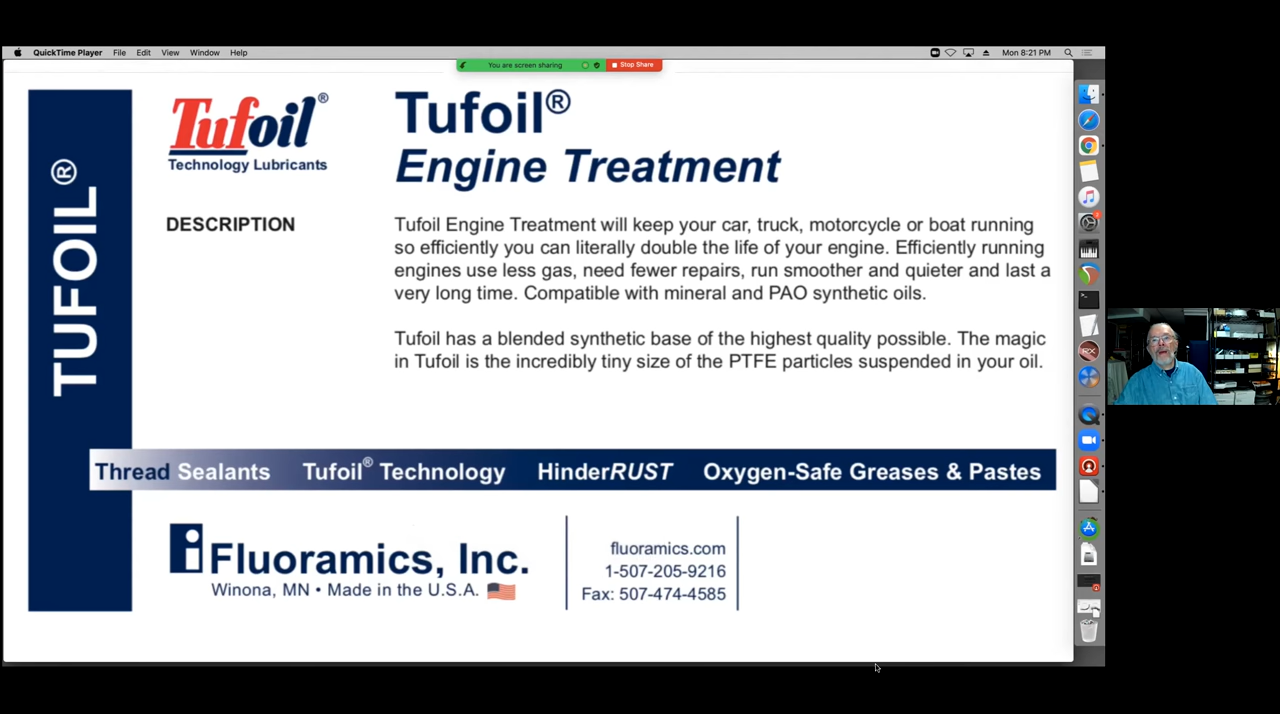 QuickTime Player File Edit View Window Help Mon 8:21 PM
You are screen sharing Stop Share
TUFOIL®
Tufoil®
Technology Lubricants
Tufoil®
Engine Treatment
DESCRIPTION
Tufoil Engine Treatment will keep your car, truck, motorcycle or boat running
so efficiently you can literally double the life of your engine. Efficiently running
engines use less gas, need fewer repairs, run smoother and quieter and last a
very long time. Compatible with mineral and PAO synthetic oils.
Tufoil has a blended synthetic base of the highest quality possible. The magic
in Tufoil is the incredibly tiny size of the PTFE particles suspended in your oil.
Thread Sealants Tufoil® Technology HinderRUST Oxygen-Safe Greases & Pastes
i Fluoramics, Inc.
Winona, MN • Made in the U.S.A.
fluoramics.com
1-507-205-9216
Fax: 507-474-4585